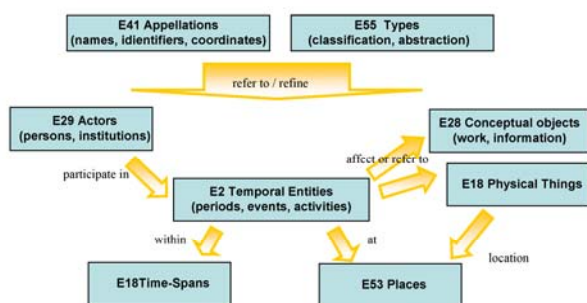 E41 Appellations
(names, identifiers, coordinates)
E55 Types
(classification, abstraction)
refer to / refine
E29 Actors
(persons, institutions)
E28 Conceptual objects
(work, information)
affect or refer to
participate in
E18 Physical Things
E2 Temporal Entities
(periods, events, activities)
within
at
location
E18Time-Spans
E53 Places